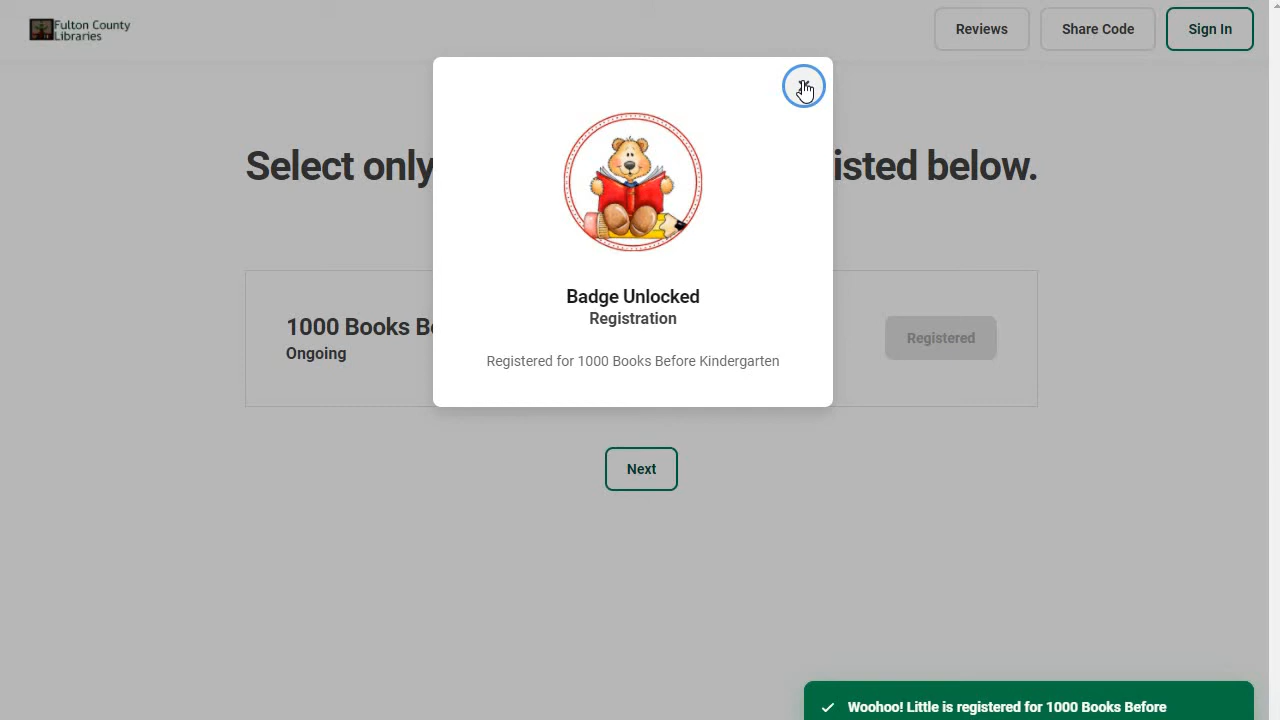 Fulton County
Libraries
Reviews
Share Code
Sign In
Select only
isted below.
1000 Books B
Ongoing
Registered
Badge Unlocked
Registration
Registered for 1000 Books Before Kindergarten
Next
Woohoo! Little is registered for 1000 Books Before